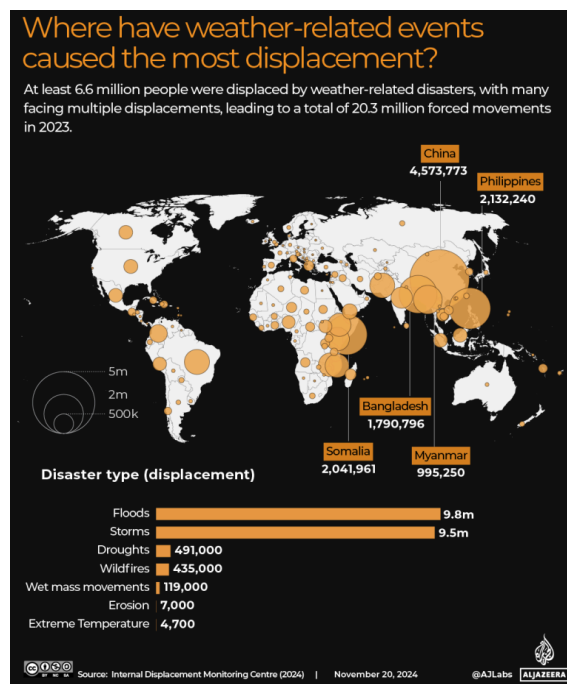 Where have weather-related events
caused the most displacement?
At least 6.6 million people were displaced by weather-related disasters, with many
facing multiple displacements, leading to a total of 20.3 million forced movements
in 2023.
China
4,573,773
Philippines
2,132,240
5m
2m
500k
Bangladesh
1,790,796
Somalia
2,041,961
Myanmar
995,250
Disaster type (displacement)
Floods 9.8m
Storms 9.5m
Droughts 491,000
Wildfires 435,000
Wet mass movements 119,000
Erosion 7,000
Extreme Temperature 4,700
Source: Internal Displacement Monitoring Centre (2024) | November 20, 2024 @AJLabs ALJAZEERA